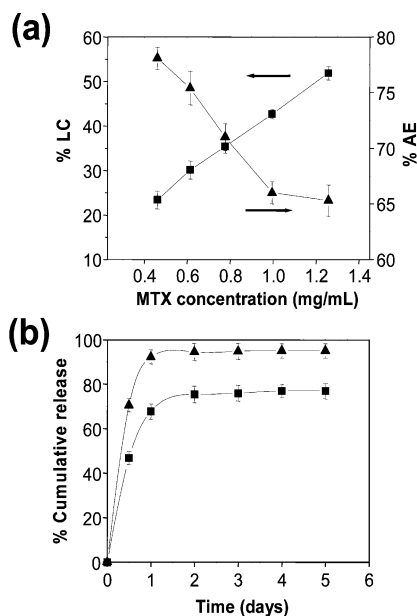 (a)
60
50
40
30
20
10
% LC
80
75
70
65
60
% AE
0.4 0.6 0.8 1.0 1.2 1.4
MTX concentration (mg/mL)
(b)
100
80
60
40
20
0
% Cumulative release
0 1 2 3 4 5 6
Time (days)